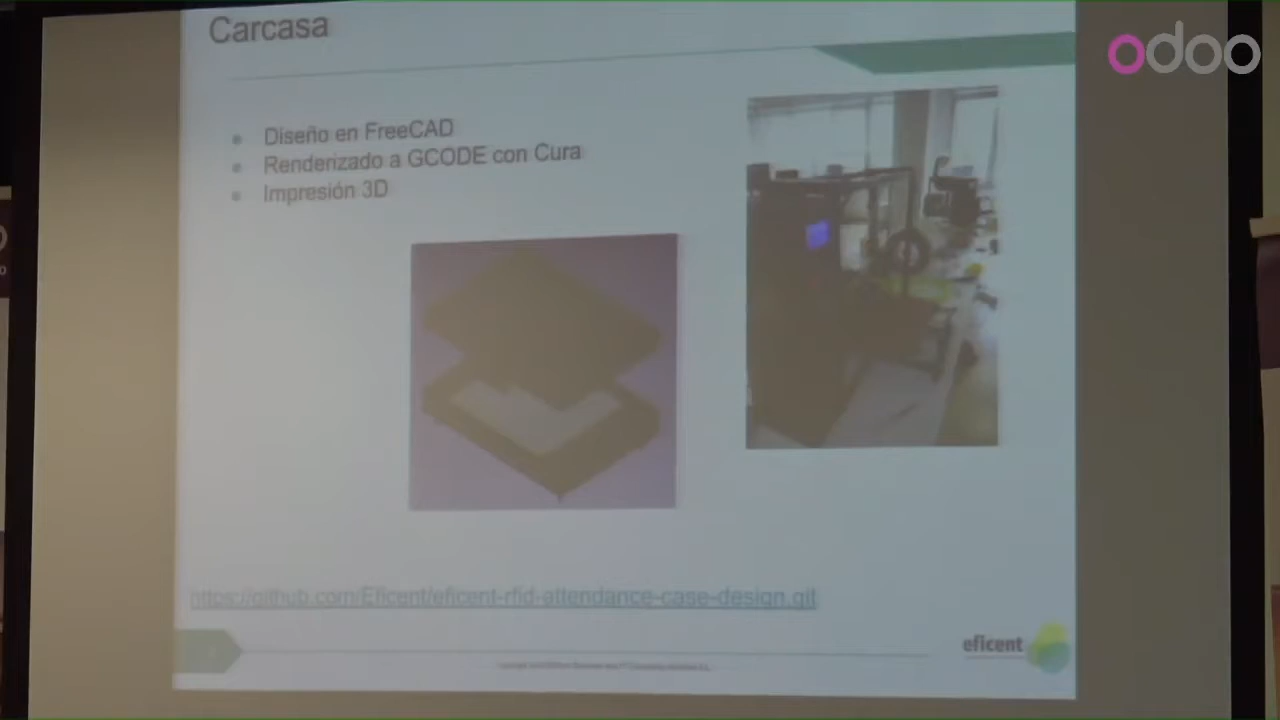 Carcasa
odoo
Diseño en FreeCAD
Renderizado a GCODE con Cura
Impresión 3D
https://github.com/Eficent/eficent-rfid-attendance-case-design.git
eficent